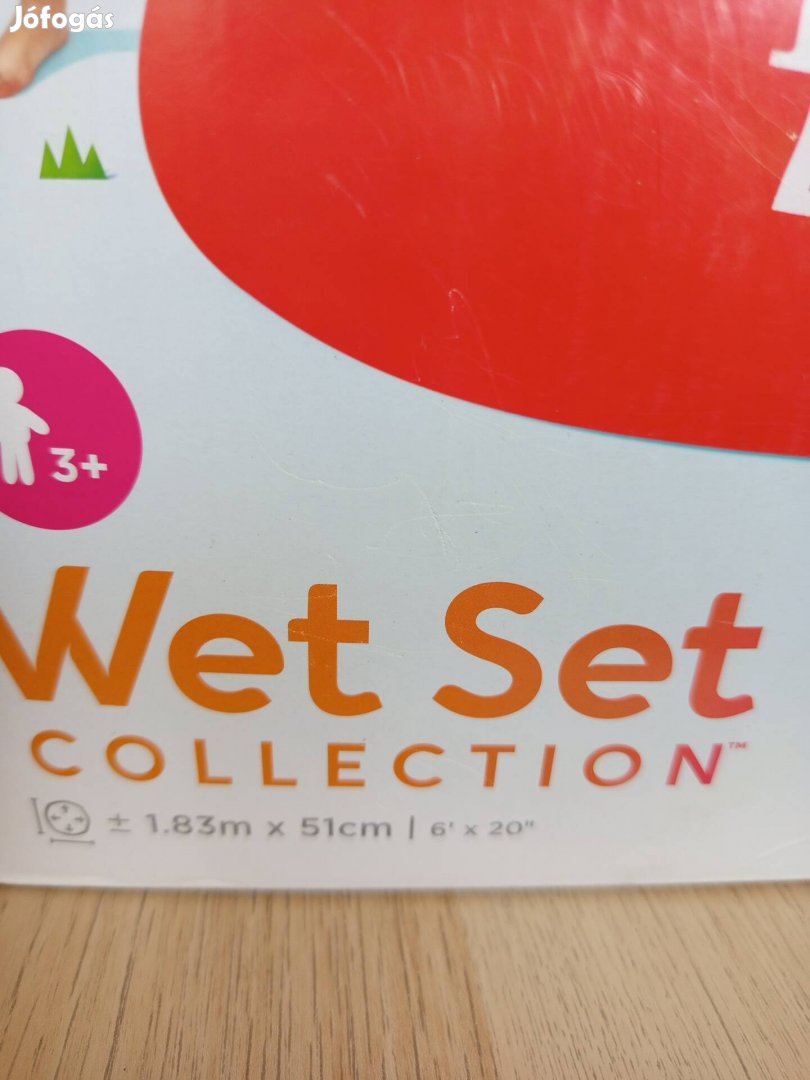 Jófogás
3+
Wet Set
COLLECTION™
± 1.83m x 51cm | 6' x 20"